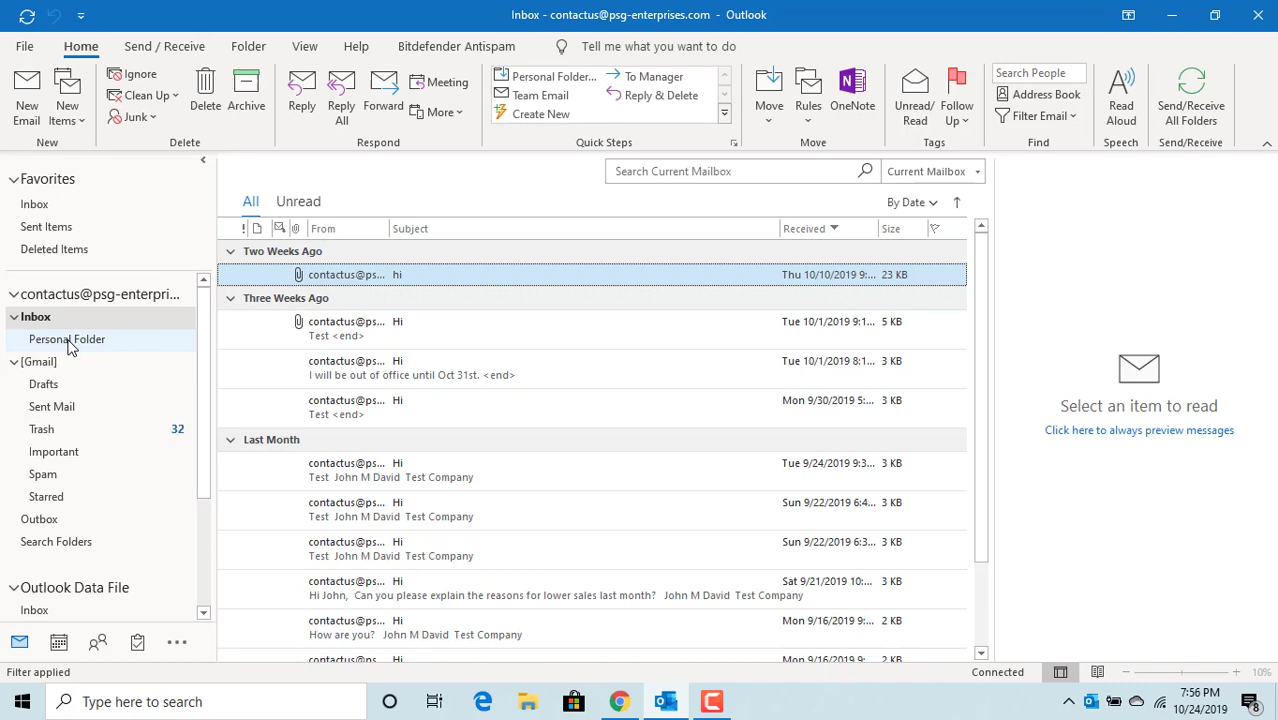 Inbox - contactus@psg-enterprises.com - Outlook
File Home Send / Receive Folder View Help Bitdefender Antispam Tell me what you want to do
New Email
New Items
New
Ignore
Clean Up
Junk
Delete
Archive
Delete
Reply
Reply All
Forward
Meeting
More
Respond
Personal Folder...
Team Email
Create New
To Manager
Reply & Delete
Quick Steps
Move
Rules
OneNote
Move
Unread/ Read
Follow Up
Tags
Search People
Address Book
Filter Email
Find
Read Aloud
Speech
Send/Receive All Folders
Send/Receive
Favorites
Inbox
Sent Items
Deleted Items
contactus@psg-enterpri...
Inbox
Personal Folder
[Gmail]
Drafts
Sent Mail
Trash 32
Important
Spam
Starred
Outbox
Search Folders
Outlook Data File
Inbox
Search Current Mailbox Current Mailbox
All Unread By Date
! From Subject Received Size
Two Weeks Ago
contactus@ps... hi Thu 10/10/2019 9:... 23 KB
Three Weeks Ago
contactus@ps... Hi Tue 10/1/2019 9:1... 5 KB
Test <end>
contactus@ps... Hi Tue 10/1/2019 8:1... 3 KB
I will be out of office until Oct 31st. <end>
contactus@ps... Hi Mon 9/30/2019 5:... 3 KB
Test <end>
Last Month
contactus@ps... Hi Tue 9/24/2019 9:3... 3 KB
Test John M David Test Company
contactus@ps... Hi Sun 9/22/2019 6:4... 3 KB
Test John M David Test Company
contactus@ps... Hi Sun 9/22/2019 6:3... 3 KB
Test John M David Test Company
contactus@ps... Hi Sat 9/21/2019 10:... 3 KB
Hi John, Can you please explain the reasons for lower sales last month? John M David Test Company
contactus@ps... Hi Mon 9/16/2019 9:... 2 KB
How are you? John M David Test Company
contactus@ps... Hi Mon 9/16/2019 9:... 2 KB
Select an item to read
Click here to always preview messages
Filter applied Connected 10%
Type here to search
7:56 PM
10/24/2019
8